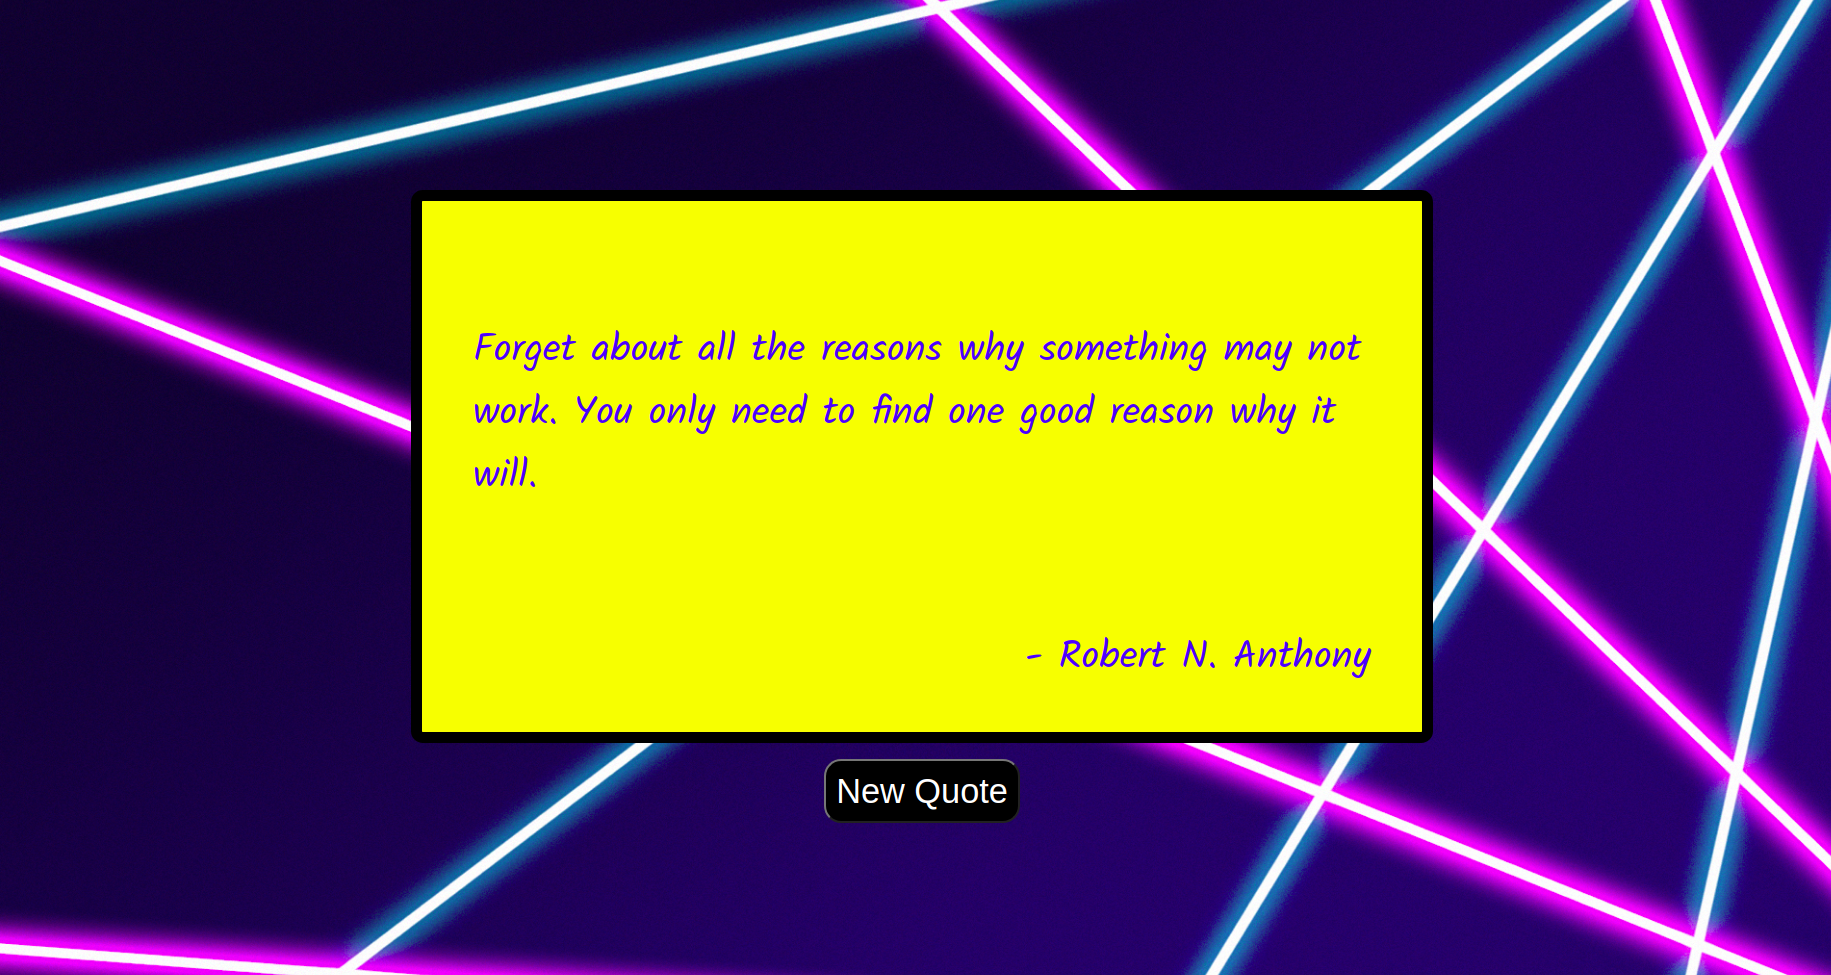 Forget about all the reasons why something may not
work. You only need to find one good reason why it
will.
- Robert N. Anthony
New Quote